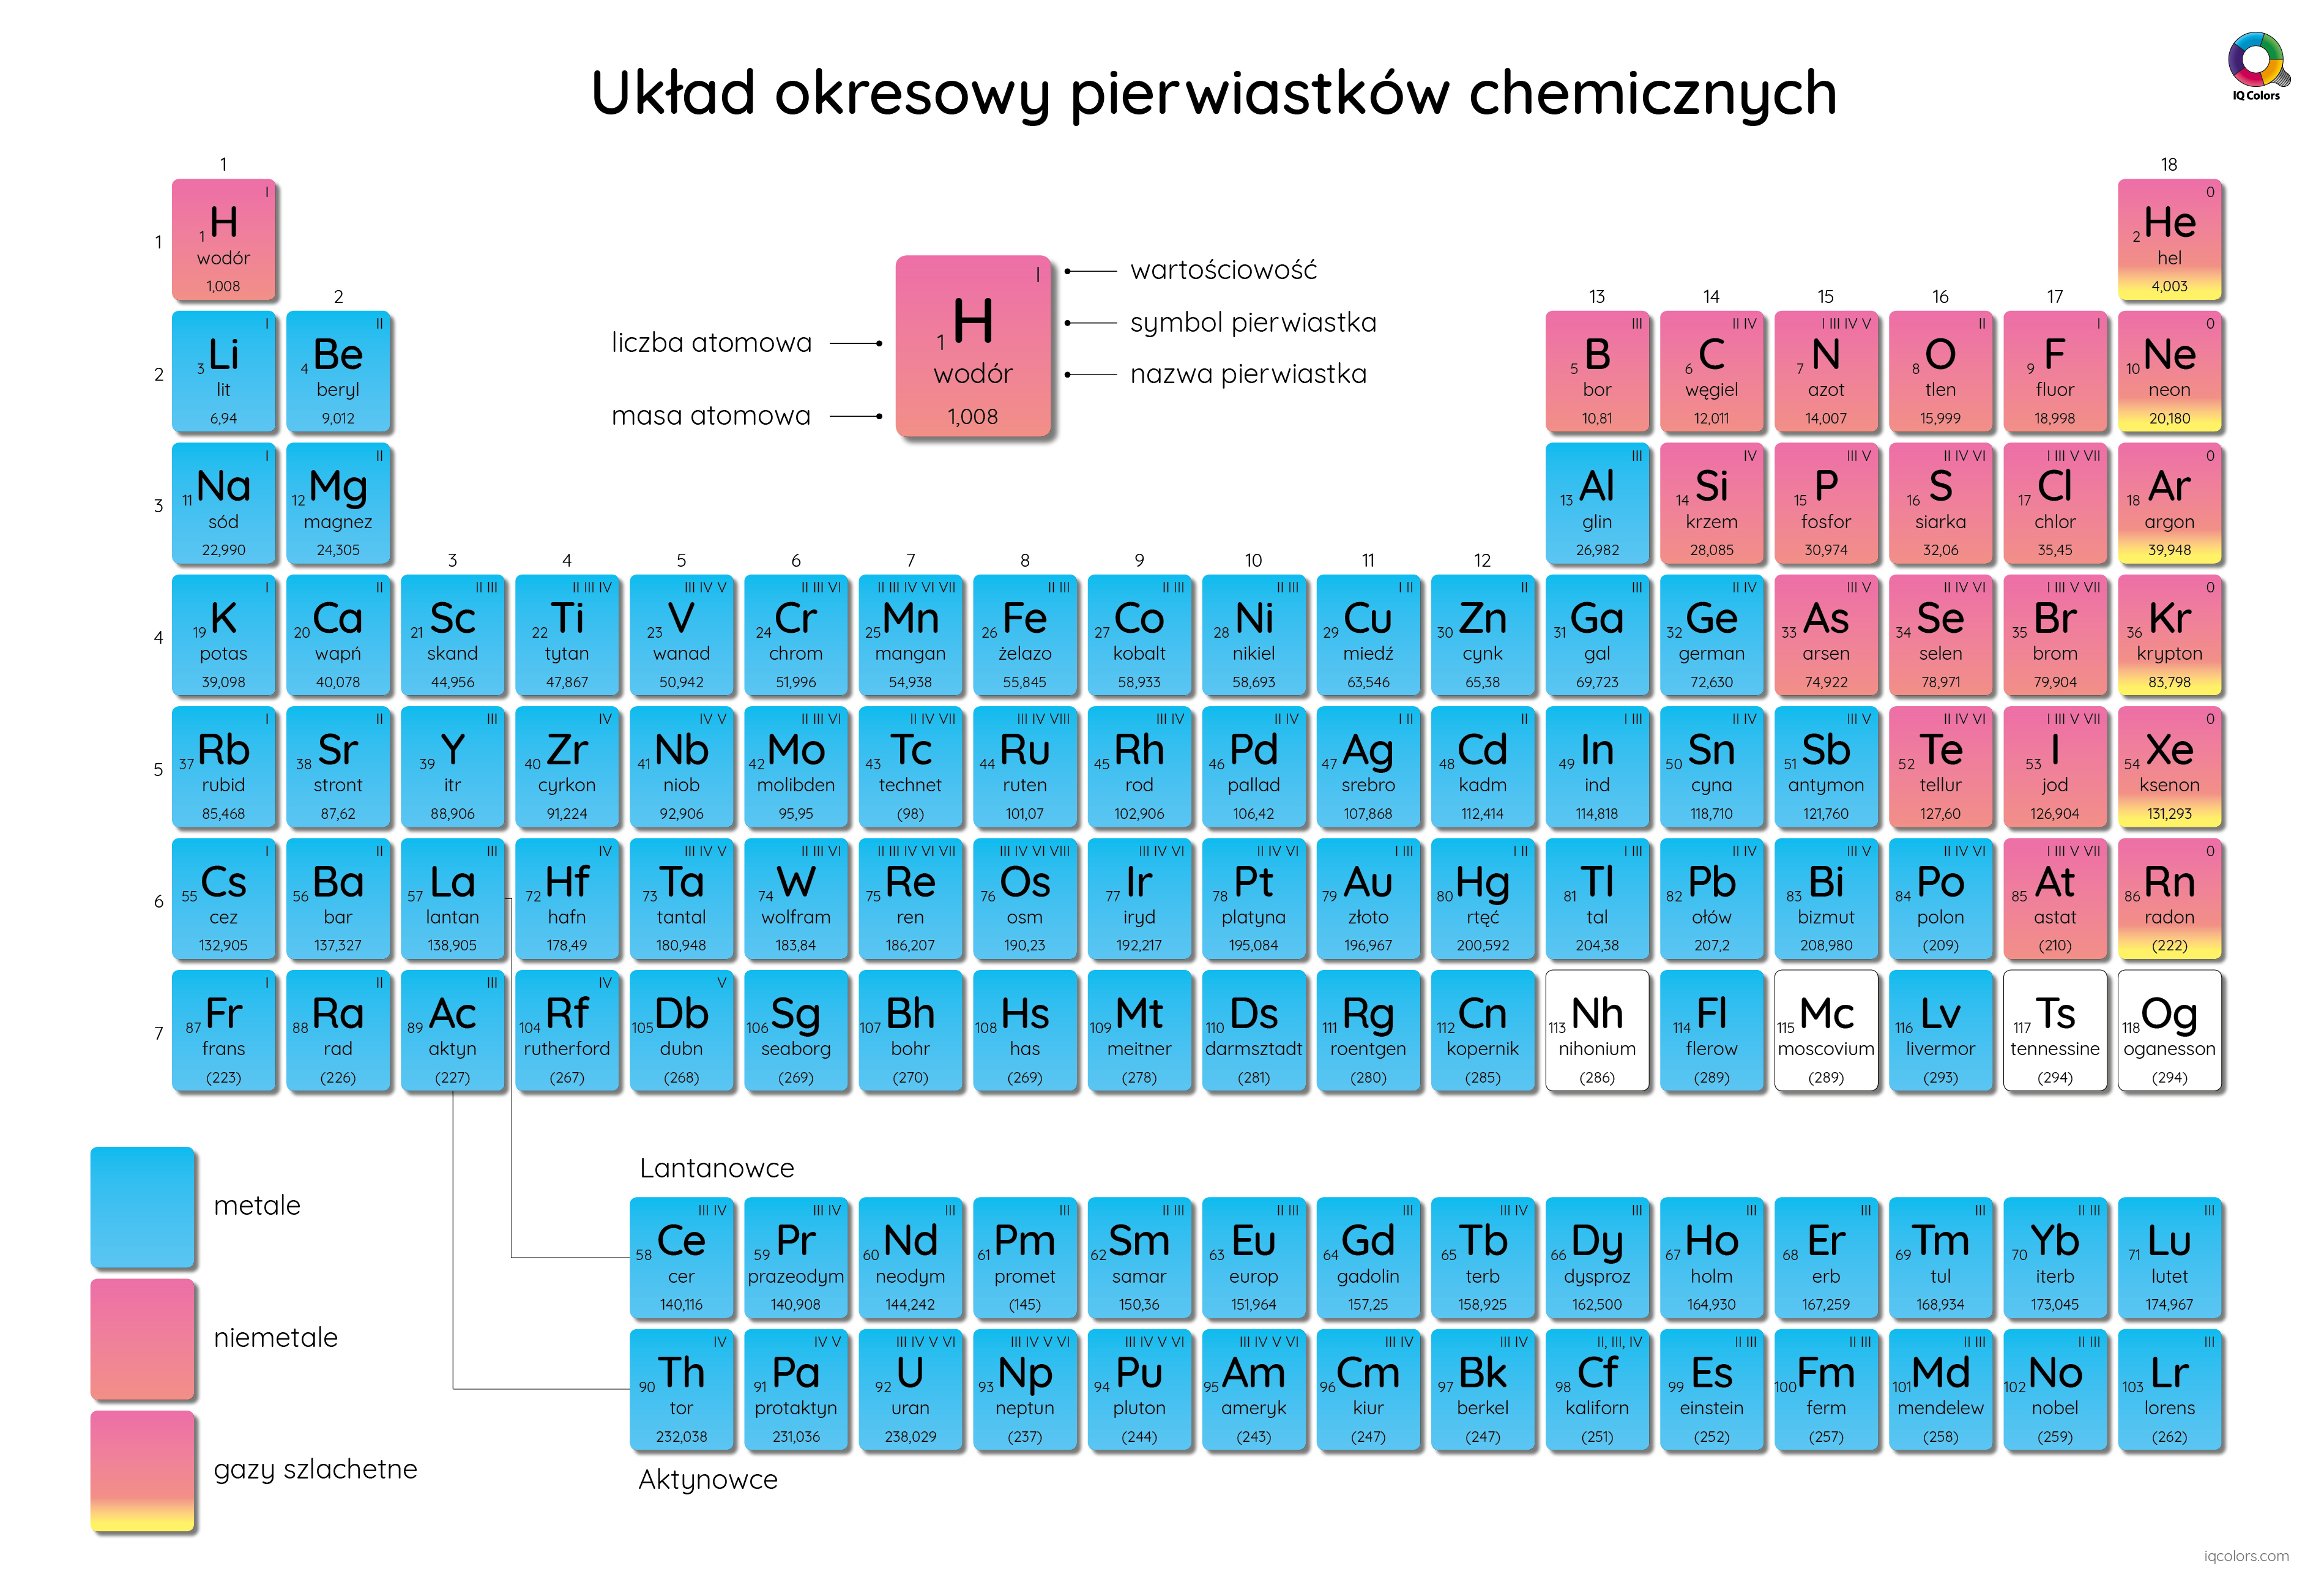 Układ okresowy pierwiastków chemicznych
IQ Colors
1
18
1
I
1 H
wodór
1,008
0
2 He
hel
4,003
I
1 H
wodór
1,008
wartościowość
symbol pierwiastka
nazwa pierwiastka
liczba atomowa
masa atomowa
2
13 14 15 16 17
2
I II III II IV I III IV V II I 0
3 Li 4 Be 5 B 6 C 7 N 8 O 9 F 10 Ne
lit beryl bor węgiel azot tlen fluor neon
6,94 9,012 10,81 12,011 14,007 15,999 18,998 20,180
3
I II III IV III V II IV VI I III V VII 0
11 Na 12 Mg 13 Al 14 Si 15 P 16 S 17 Cl 18 Ar
sód magnez glin krzem fosfor siarka chlor argon
22,990 24,305 26,982 28,085 30,974 32,06 35,45 39,948
3 4 5 6 7 8 9 10 11 12
4
I II II III II III IV III IV V II III VI II III IV VI VII II III II III II III I II II III II IV III V II IV VI I III V VII 0
19 K 20 Ca 21 Sc 22 Ti 23 V 24 Cr 25 Mn 26 Fe 27 Co 28 Ni 29 Cu 30 Zn 31 Ga 32 Ge 33 As 34 Se 35 Br 36 Kr
potas wapń skand tytan wanad chrom mangan żelazo kobalt nikiel miedź cynk gal german arsen selen brom krypton
39,098 40,078 44,956 47,867 50,942 51,996 54,938 55,845 58,933 58,693 63,546 65,38 69,723 72,630 74,922 78,971 79,904 83,798
5
I II III IV IV V II III VI II IV VII III IV VIII III IV II IV I II II I III II IV III V II IV VI I III V VII 0
37 Rb 38 Sr 39 Y 40 Zr 41 Nb 42 Mo 43 Tc 44 Ru 45 Rh 46 Pd 47 Ag 48 Cd 49 In 50 Sn 51 Sb 52 Te 53 I 54 Xe
rubid stront itr cyrkon niob molibden technet ruten rod pallad srebro kadm ind cyna antymon tellur jod ksenon
85,468 87,62 88,906 91,224 92,906 95,95 (98) 101,07 102,906 106,42 107,868 112,414 114,818 118,710 121,760 127,60 126,904 131,293
6
I II III IV III IV V II III VI II III IV VI VII III IV VI VIII III IV VI II IV VI I III I II I III II IV III V II IV VI I III V VII 0
55 Cs 56 Ba 57 La 72 Hf 73 Ta 74 W 75 Re 76 Os 77 Ir 78 Pt 79 Au 80 Hg 81 Tl 82 Pb 83 Bi 84 Po 85 At 86 Rn
cez bar lantan hafn tantal wolfram ren osm iryd platyna złoto rtęć tal ołów bizmut polon astat radon
132,905 137,327 138,905 178,49 180,948 183,84 186,207 190,23 192,217 195,084 196,967 200,592 204,38 207,2 208,980 (209) (210) (222)
7
I II III IV V
87 Fr 88 Ra 89 Ac 104 Rf 105 Db 106 Sg 107 Bh 108 Hs 109 Mt 110 Ds 111 Rg 112 Cn 113 Nh 114 Fl 115 Mc 116 Lv 117 Ts 118 Og
frans rad aktyn rutherford dubn seaborg bohr has meitner darmsztadt roentgen kopernik nihonium flerow moscovium livermor tennessine oganesson
(223) (226) (227) (267) (268) (269) (270) (269) (278) (281) (280) (285) (286) (289) (289) (293) (294) (294)
metale
niemetale
gazy szlachetne
Lantanowce
III IV III IV III III II III II III III III IV III III III III II III III
58 Ce 59 Pr 60 Nd 61 Pm 62 Sm 63 Eu 64 Gd 65 Tb 66 Dy 67 Ho 68 Er 69 Tm 70 Yb 71 Lu
cer prazeodym neodym promet samar europ gadolin terb dysproz holm erb tul iterb lutet
140,116 140,908 144,242 (145) 150,36 151,964 157,25 158,925 162,500 164,930 167,259 168,934 173,045 174,967
IV IV V III IV V VI III IV V VI III IV V VI III IV V VI III IV III IV II, III, IV II III II III II III II III III
90 Th 91 Pa 92 U 93 Np 94 Pu 95 Am 96 Cm 97 Bk 98 Cf 99 Es 100 Fm 101 Md 102 No 103 Lr
tor protaktyn uran neptun pluton ameryk kiur berkel kaliforn einstein ferm mendelew nobel lorens
232,038 231,036 238,029 (237) (244) (243) (247) (247) (251) (252) (257) (258) (259) (262)
Aktynowce
iqcolors.com